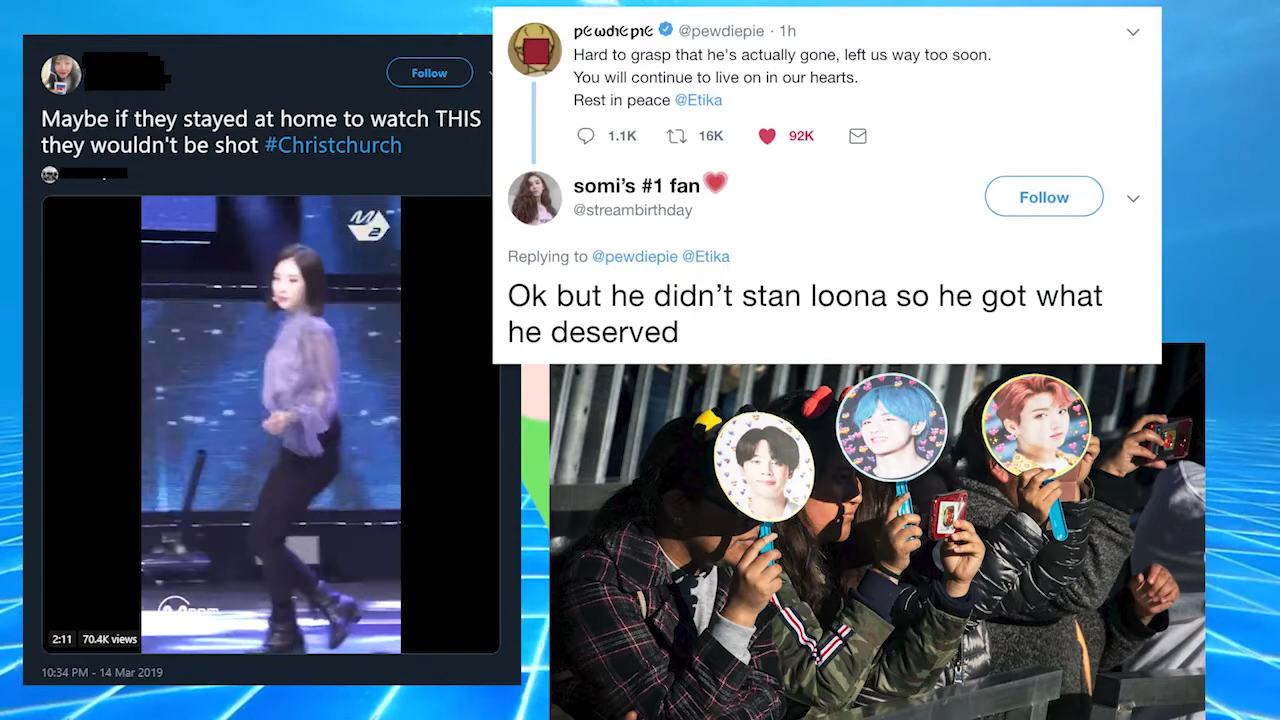 Follow
Maybe if they stayed at home to watch THIS
they wouldn't be shot #Christchurch
M2
2:11 70.4K views
10:34 PM - 14 Mar 2019
pє ωdιє pιє @pewdiepie · 1h
Hard to grasp that he's actually gone, left us way too soon.
You will continue to live on in our hearts.
Rest in peace @Etika
1.1K 16K 92K
somi’s #1 fan
@streambirthday
Follow
Replying to @pewdiepie @Etika
Ok but he didn’t stan loona so he got what
he deserved